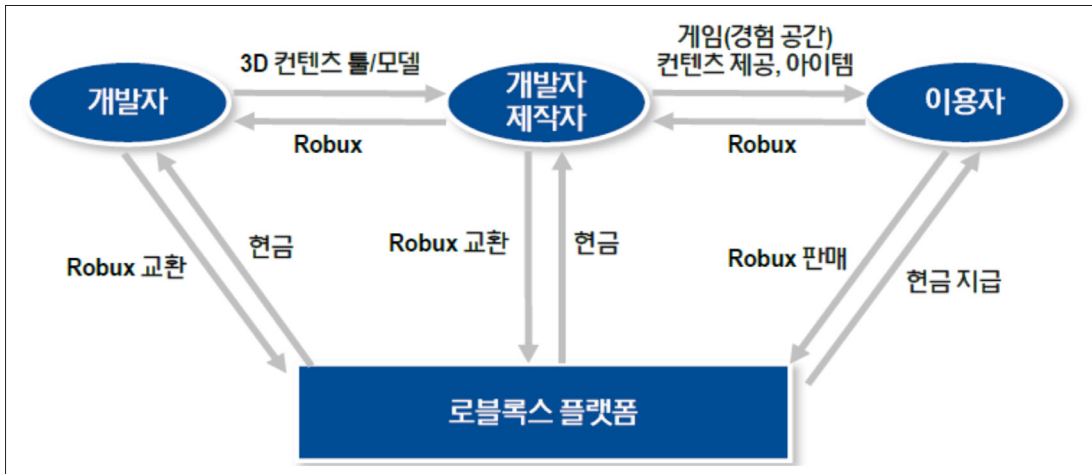 게임(경험 공간)
3D 컨텐츠 툴/모델
컨텐츠 제공, 아이템
개발자
개발자
제작자
이용자
Robux
Robux
Robux 교환
현금
Robux 교환
현금
Robux 판매
현금 지급
로블록스 플랫폼